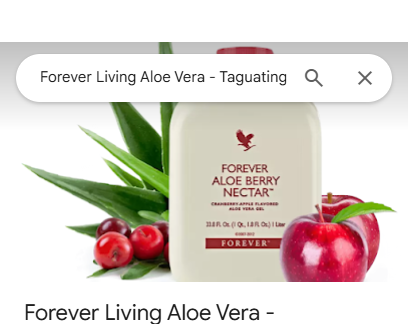 Forever Living Aloe Vera - Taguating
FOREVER
ALOE BERRY
NECTAR™
CRANBERRY-APPLE FLAVORED
ALOE VERA GEL
33.8 Fl. Oz. (1 Qt., 1.8 Fl. Oz.) 1 Liter
FOREVER®
Forever Living Aloe Vera -